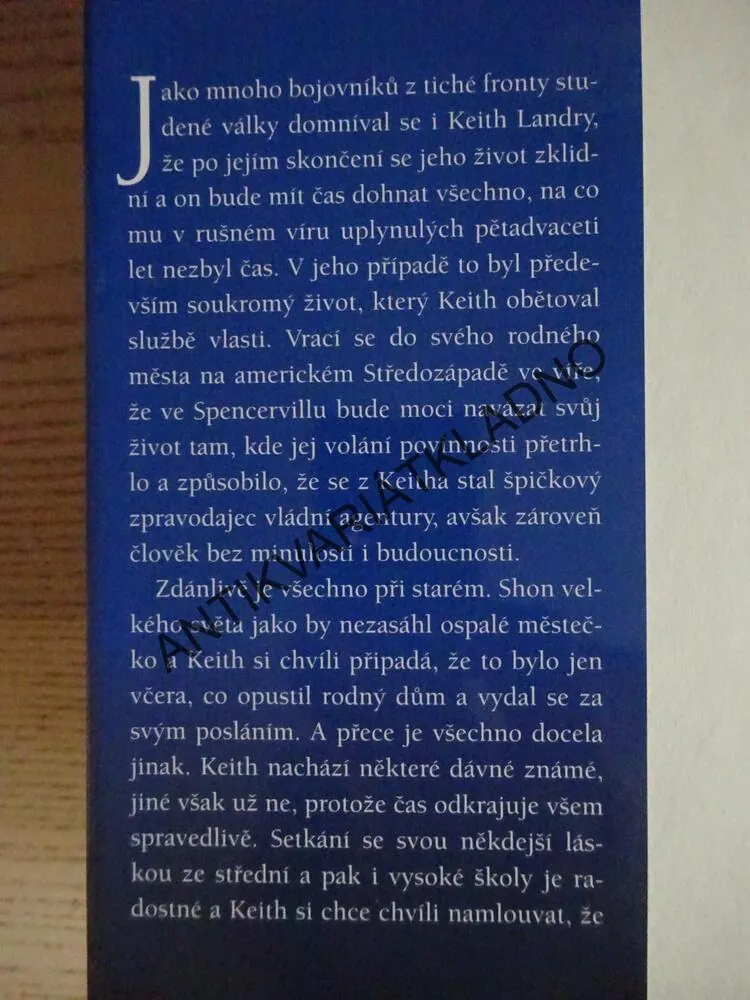 Jako mnoho bojovníků z tiché fronty stu-
dené války domníval se i Keith Landry,
že po jejím skončení se jeho život zklid-
ní a on bude mít čas dohnat všechno, na co
mu v rušném víru uplynulých pětadvaceti
let nezbyl čas. V jeho případě to byl přede-
vším soukromý život, který Keith obětoval
službě vlasti. Vrací se do svého rodného
města na americkém Středozápadě ve víře,
že ve Spencervillu bude moci navázat svůj
život tam, kde jej volání povinnosti přetrh-
lo a způsobilo, že se z Keitha stal špičkový
zpravodajec vládní agentury, avšak zároveň
člověk bez minulosti i budoucnosti.
Zdánlivě je všechno při starém. Shon vel-
kého světa jako by nezasáhl ospalé městeč-
ko a Keith si chvíli připadá, že to bylo jen
včera, co opustil rodný dům a vydal se za
svým posláním. A přece je všechno docela
jinak. Keith nachází některé dávné známé,
jiné však už ne, protože čas odkrajuje všem
spravedlivě. Setkání se svou někdejší lás-
kou ze střední a pak i vysoké školy je ra-
dostné a Keith si chce chvíli namlouvat, že
ANTIKVARIATKLADNO